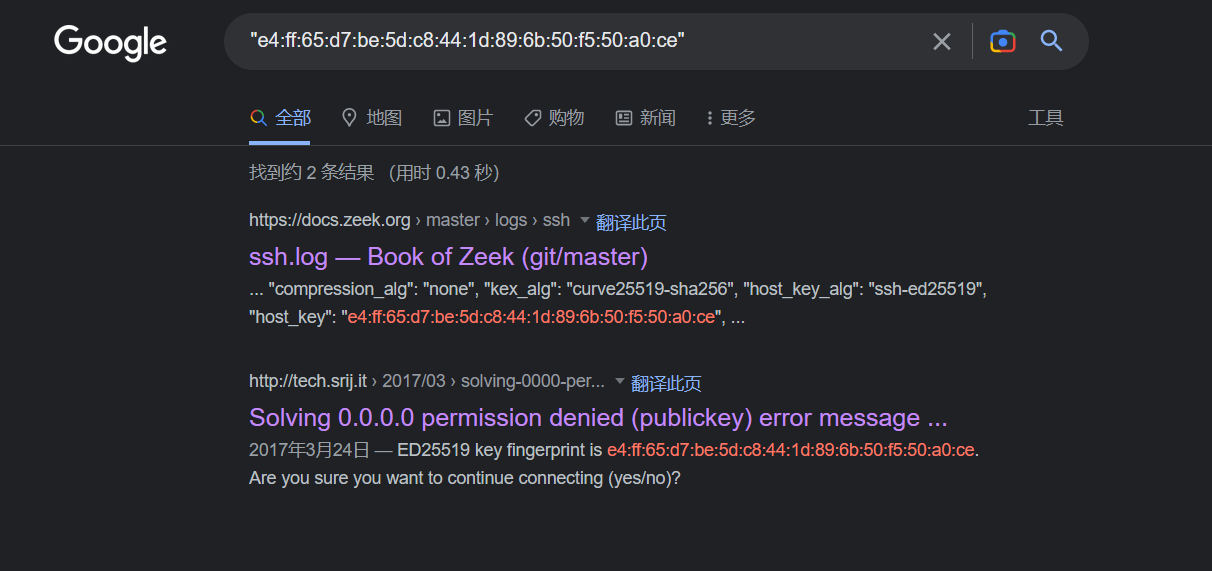 Google
"e4:ff:65:d7:be:5d:c8:44:1d:89:6b:50:f5:50:a0:ce"
全部 地图 图片 购物 新闻 更多 工具
找到约 2 条结果 （用时 0.43 秒）
https://docs.zeek.org › master › logs › ssh 翻译此页
ssh.log — Book of Zeek (git/master)
... "compression_alg": "none", "kex_alg": "curve25519-sha256", "host_key_alg": "ssh-ed25519",
"host_key": "e4:ff:65:d7:be:5d:c8:44:1d:89:6b:50:f5:50:a0:ce", ...
http://tech.srij.it › 2017/03 › solving-0000-per... 翻译此页
Solving 0.0.0.0 permission denied (publickey) error message ...
2017年3月24日 — ED25519 key fingerprint is e4:ff:65:d7:be:5d:c8:44:1d:89:6b:50:f5:50:a0:ce.
Are you sure you want to continue connecting (yes/no)?